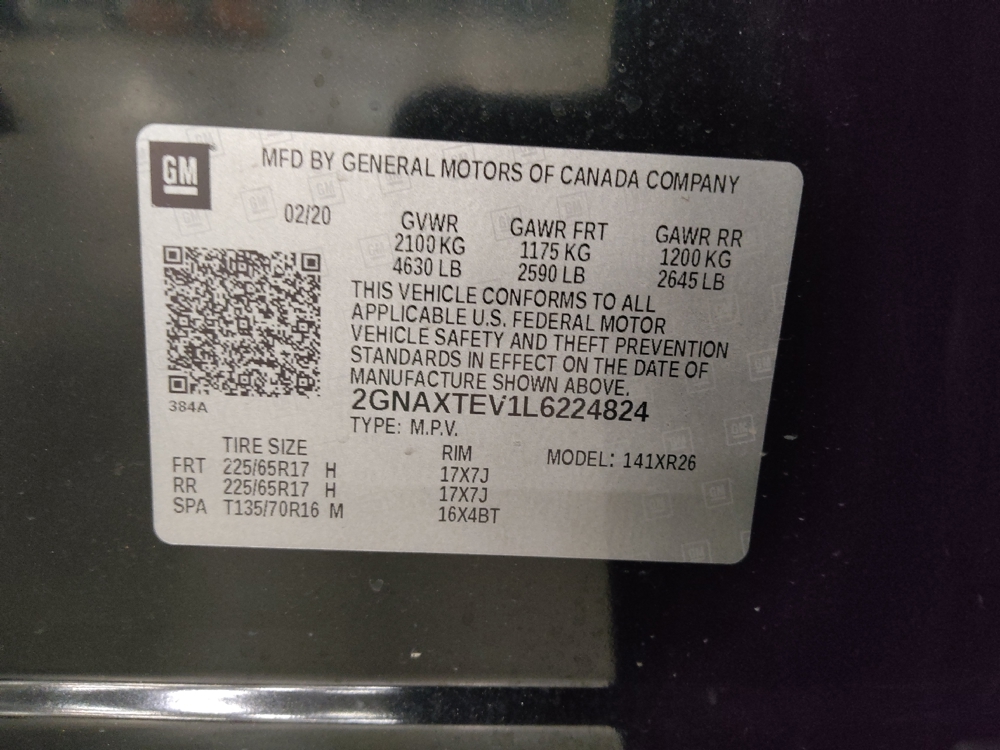 GM
MFD BY GENERAL MOTORS OF CANADA COMPANY
02/20
GVWR GAWR FRT GAWR RR
2100 KG 1175 KG 1200 KG
4630 LB 2590 LB 2645 LB
THIS VEHICLE CONFORMS TO ALL
APPLICABLE U.S. FEDERAL MOTOR
VEHICLE SAFETY AND THEFT PREVENTION
STANDARDS IN EFFECT ON THE DATE OF
MANUFACTURE SHOWN ABOVE.
384A
2GNAXTEV1L6224824
TYPE: M.P.V.
TIRE SIZE RIM MODEL: 141XR26
FRT 225/65R17 H 17X7J
RR 225/65R17 H 17X7J
SPA T135/70R16 M 16X4BT